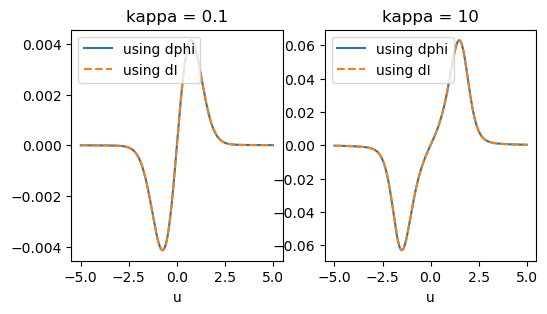 kappa = 0.1
using dphi
using dI
0.004
0.002
0.000
−0.002
−0.004
−5.0
−2.5
0.0
2.5
5.0
u
kappa = 10
using dphi
using dI
0.06
0.04
0.02
0.00
−0.02
−0.04
−0.06
−5.0
−2.5
0.0
2.5
5.0
u